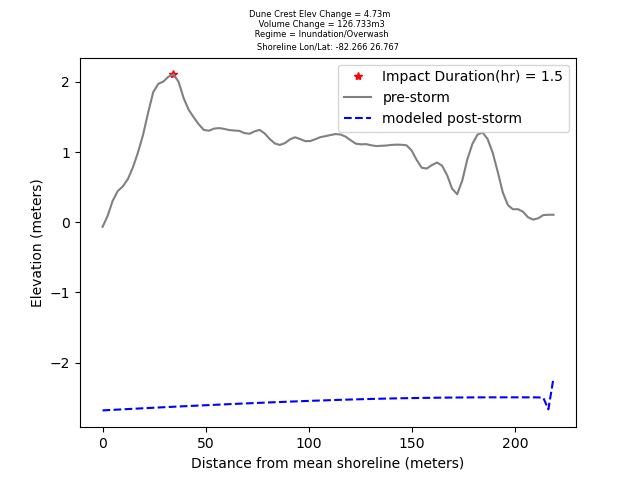 Dune Crest Elev Change = 4.73m
Volume Change = 126.733m3
Regime = Inundation/Overwash
Shoreline Lon/Lat: -82.266 26.767
Impact Duration(hr) = 1.5
pre-storm
modeled post-storm
2
1
0
−1
−2
Elevation (meters)
0 50 100 150 200
Distance from mean shoreline (meters)